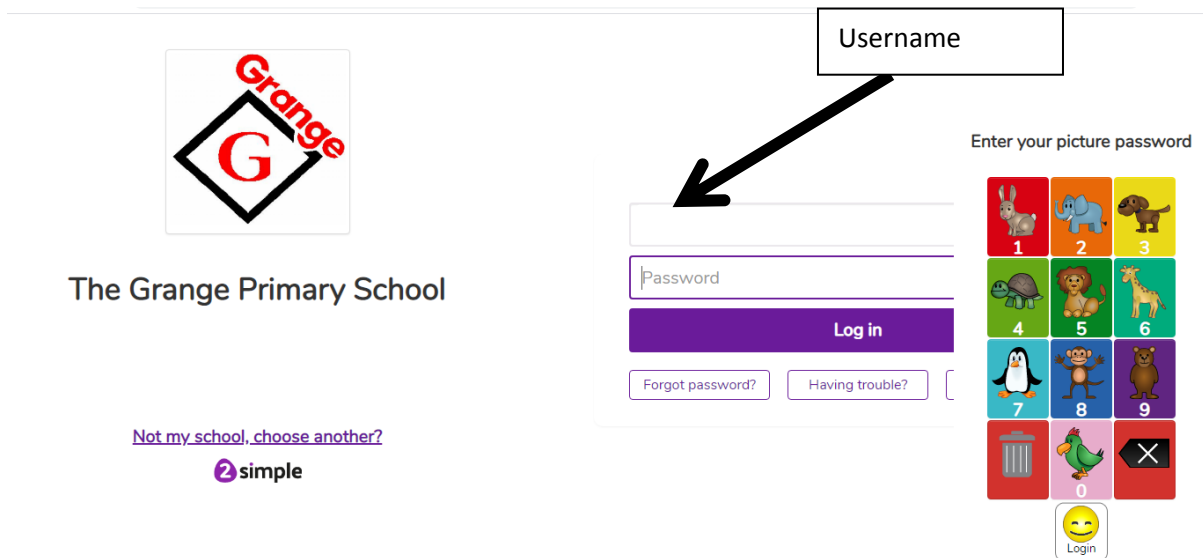 Grange
G
The Grange Primary School
Not my school, choose another?
2simple
Username
Password
Log in
Forgot password?
Having trouble?
Enter your picture password
1 2 3
4 5 6
7 8 9
0
Login